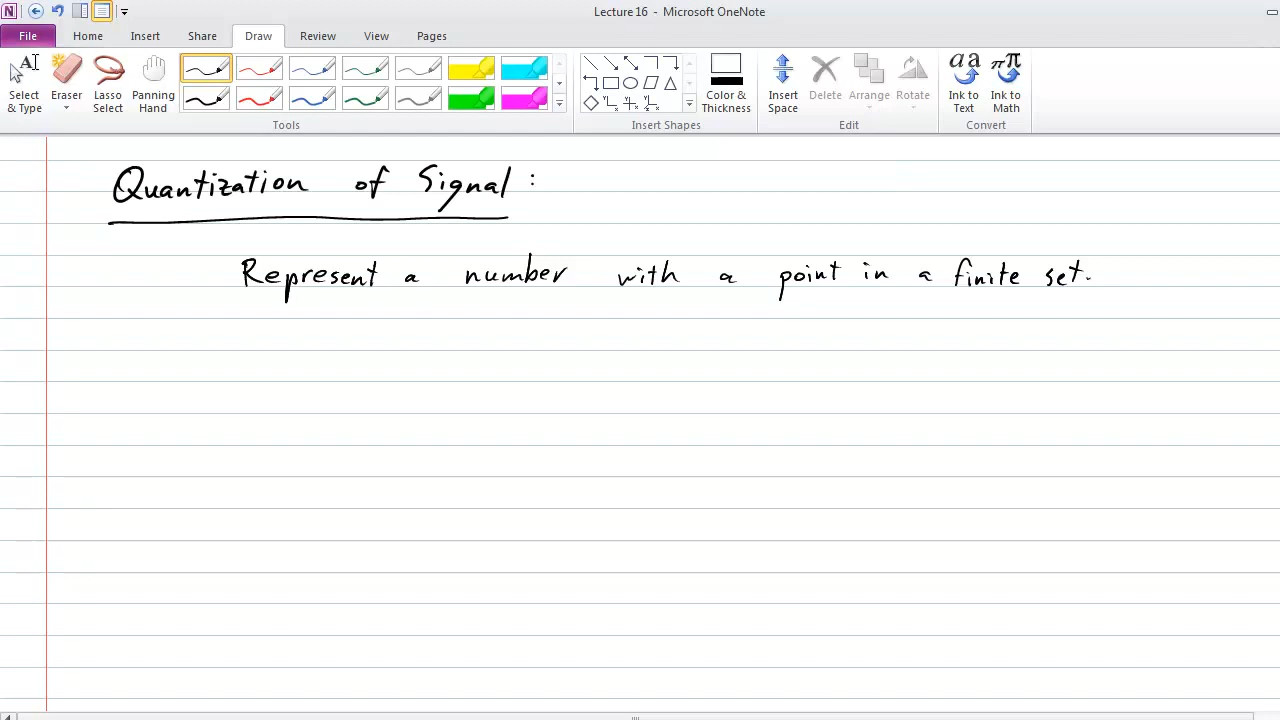 Lecture 16 - Microsoft OneNote
File Home Insert Share Draw Review View Pages
Select & Type Eraser Lasso Select Panning Hand Color & Thickness Insert Space Delete Arrange Rotate Ink to Text Ink to Math
Tools Insert Shapes Edit Convert
Quantization of Signal :
Represent a number with a point in a finite set.